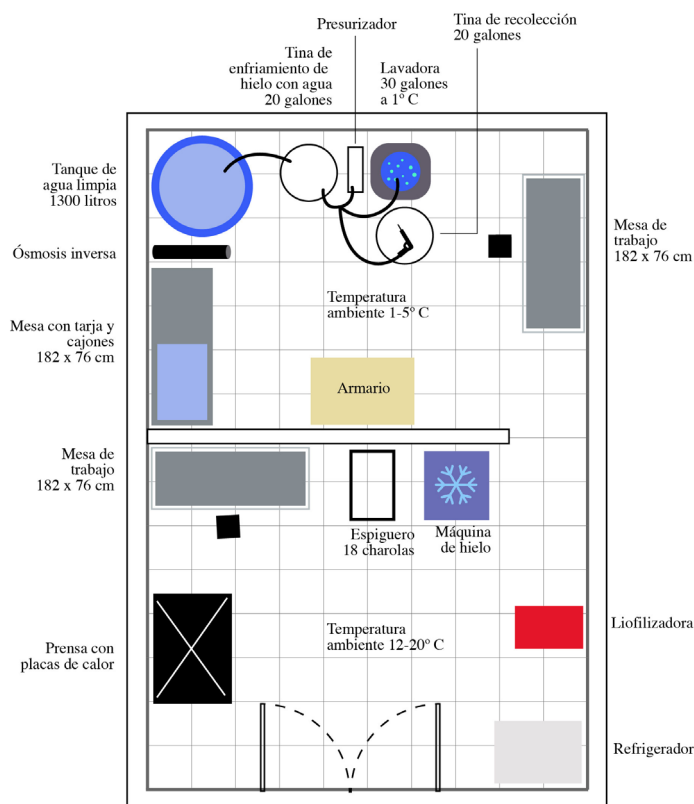 Tina de recolección
20 galones
Presurizador
Tina de
enfriamiento de
hielo con agua
20 galones
Lavadora
30 galones
a 1º C
Tanque de
agua limpia
1300 litros
Ósmosis inversa
Mesa de
trabajo
182 x 76 cm
Temperatura
ambiente 1-5º C
Mesa con tarja y
cajones
182 x 76 cm
Armario
Mesa de
trabajo
182 x 76 cm
Espiguero
18 charolas
Máquina
de hielo
Prensa con
placas de calor
Temperatura
ambiente 12-20º C
Liofilizadora
Refrigerador